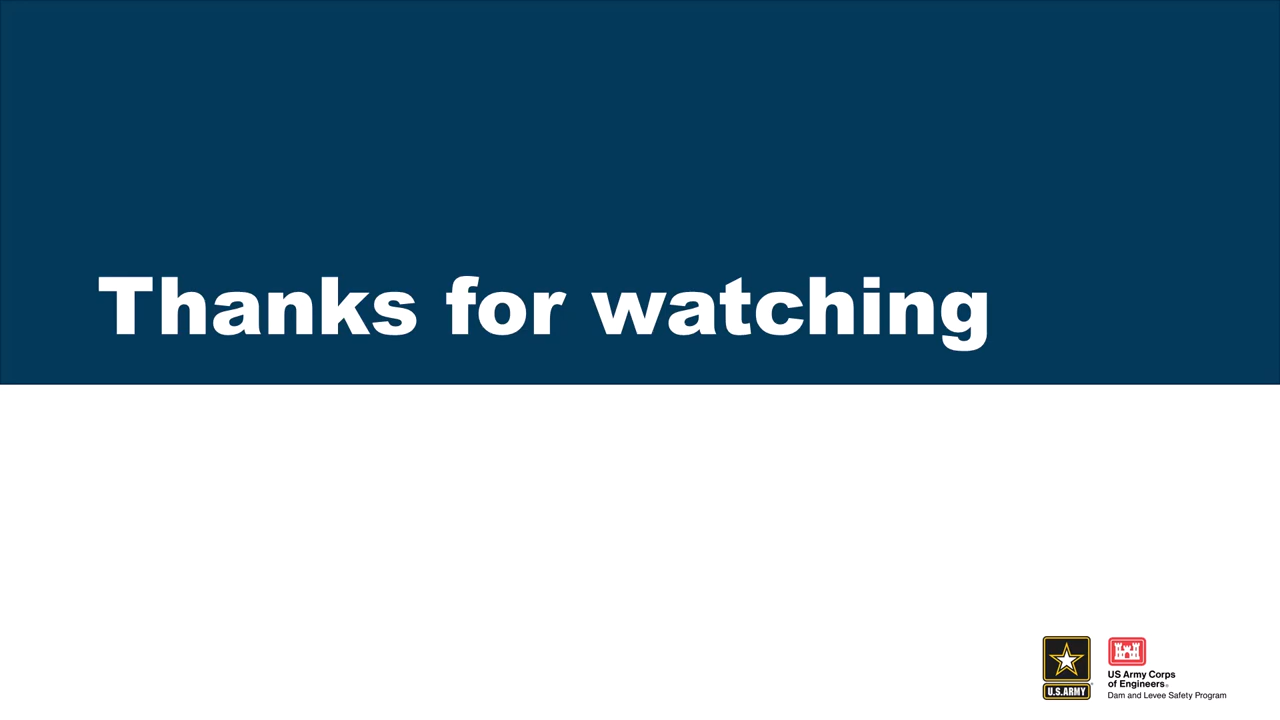 Thanks for watching
U.S.ARMY
US Army Corps
of Engineers®
Dam and Levee Safety Program